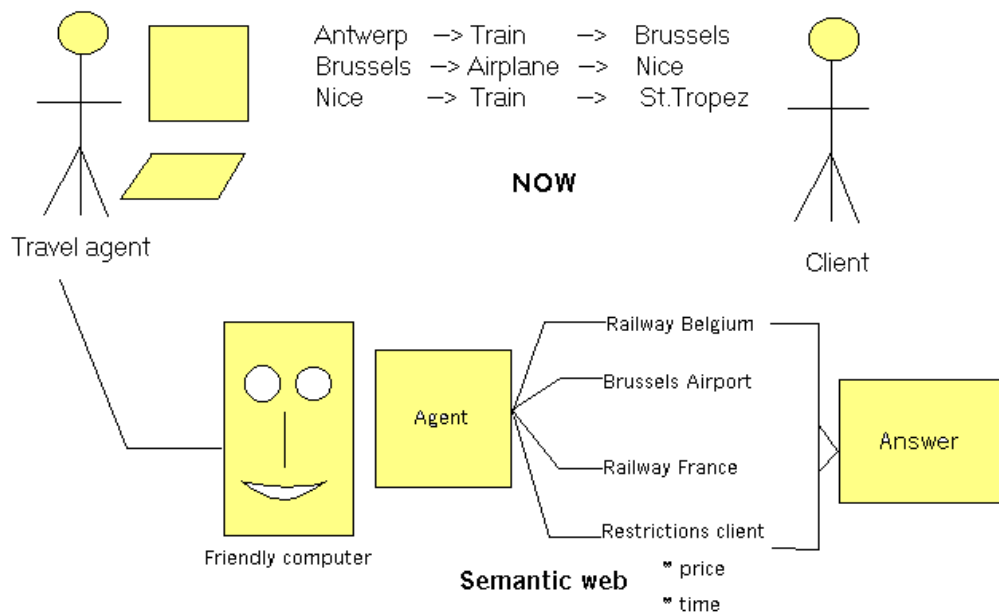 Antwerp —> Train —> Brussels
Brussels —> Airplane —> Nice
Nice —> Train —> St.Tropez
NOW
Travel agent
Client
Railway Belgium
Brussels Airport
Agent
Answer
Railway France
Restrictions client
Friendly computer
Semantic web
" price
" time